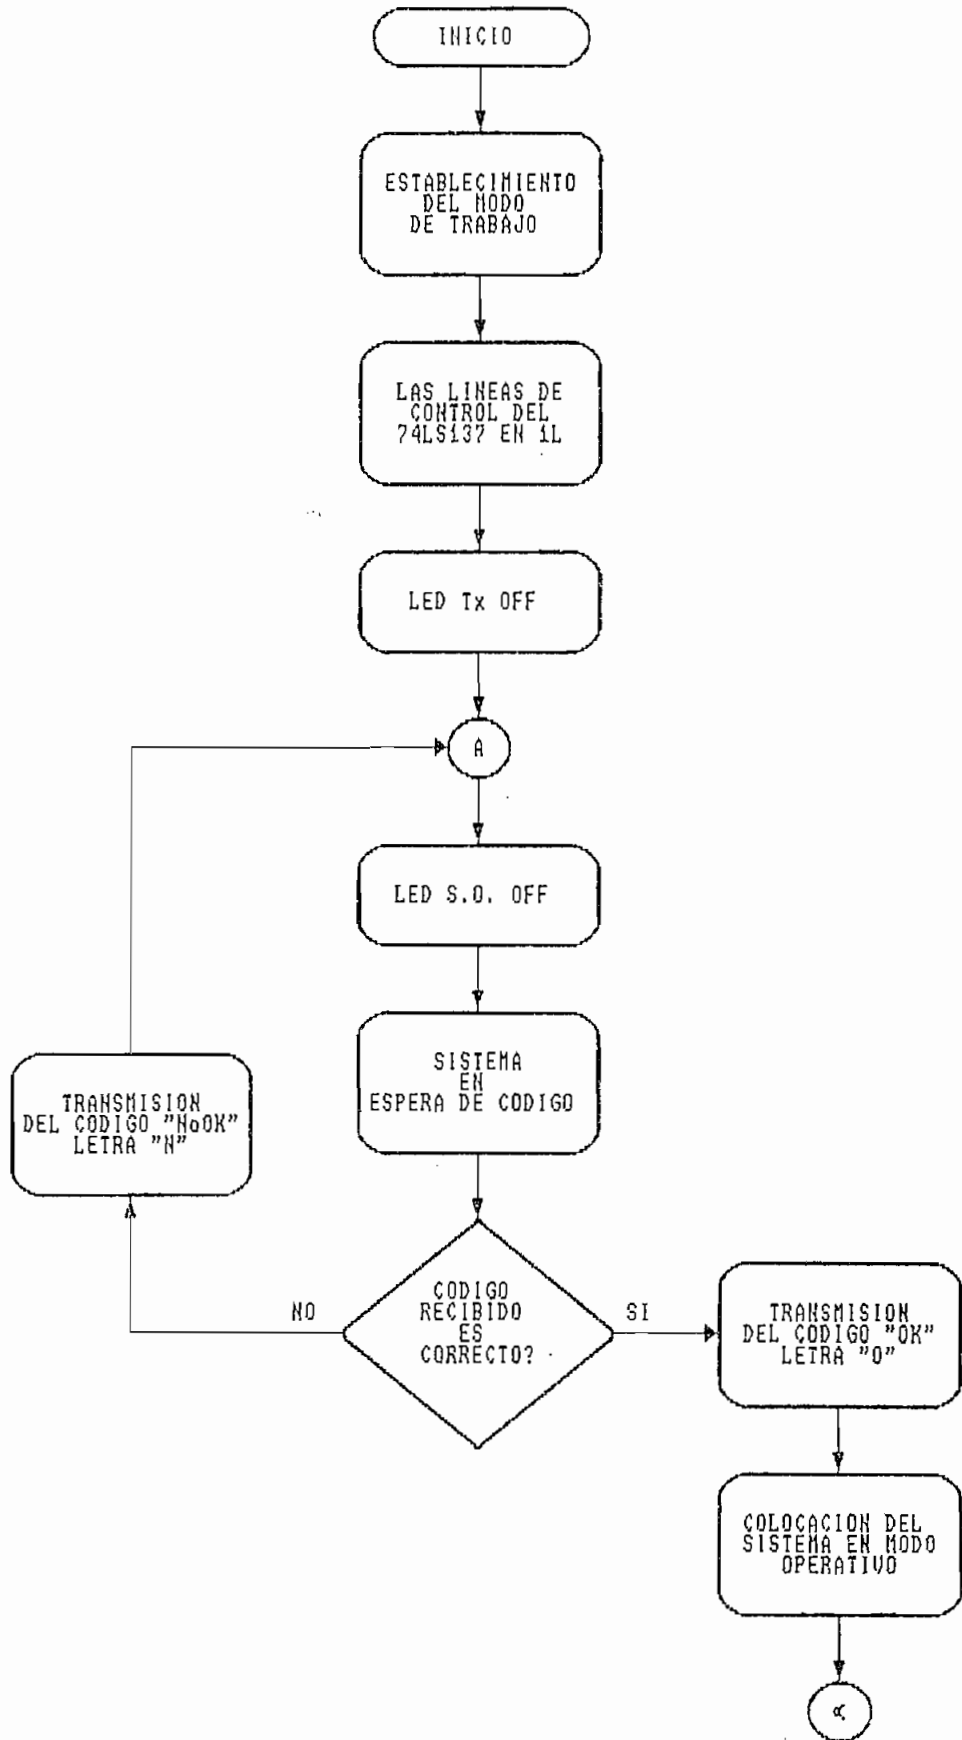 INICIO
ESTABLECIMIENTO
DEL MODO
DE TRABAJO
LAS LINEAS DE
CONTROL DEL
74LS137 EN 1L
LED Tx OFF
A
LED S.O. OFF
SISTEMA
EN
ESPERA DE CODIGO
TRANSMISION
DEL CODIGO "NoOK"
LETRA "N"
CODIGO
RECIBIDO
ES
CORRECTO?
NO
SI
TRANSMISION
DEL CODIGO "OK"
LETRA "O"
COLOCACION DEL
SISTEMA EN MODO
OPERATIVO
α